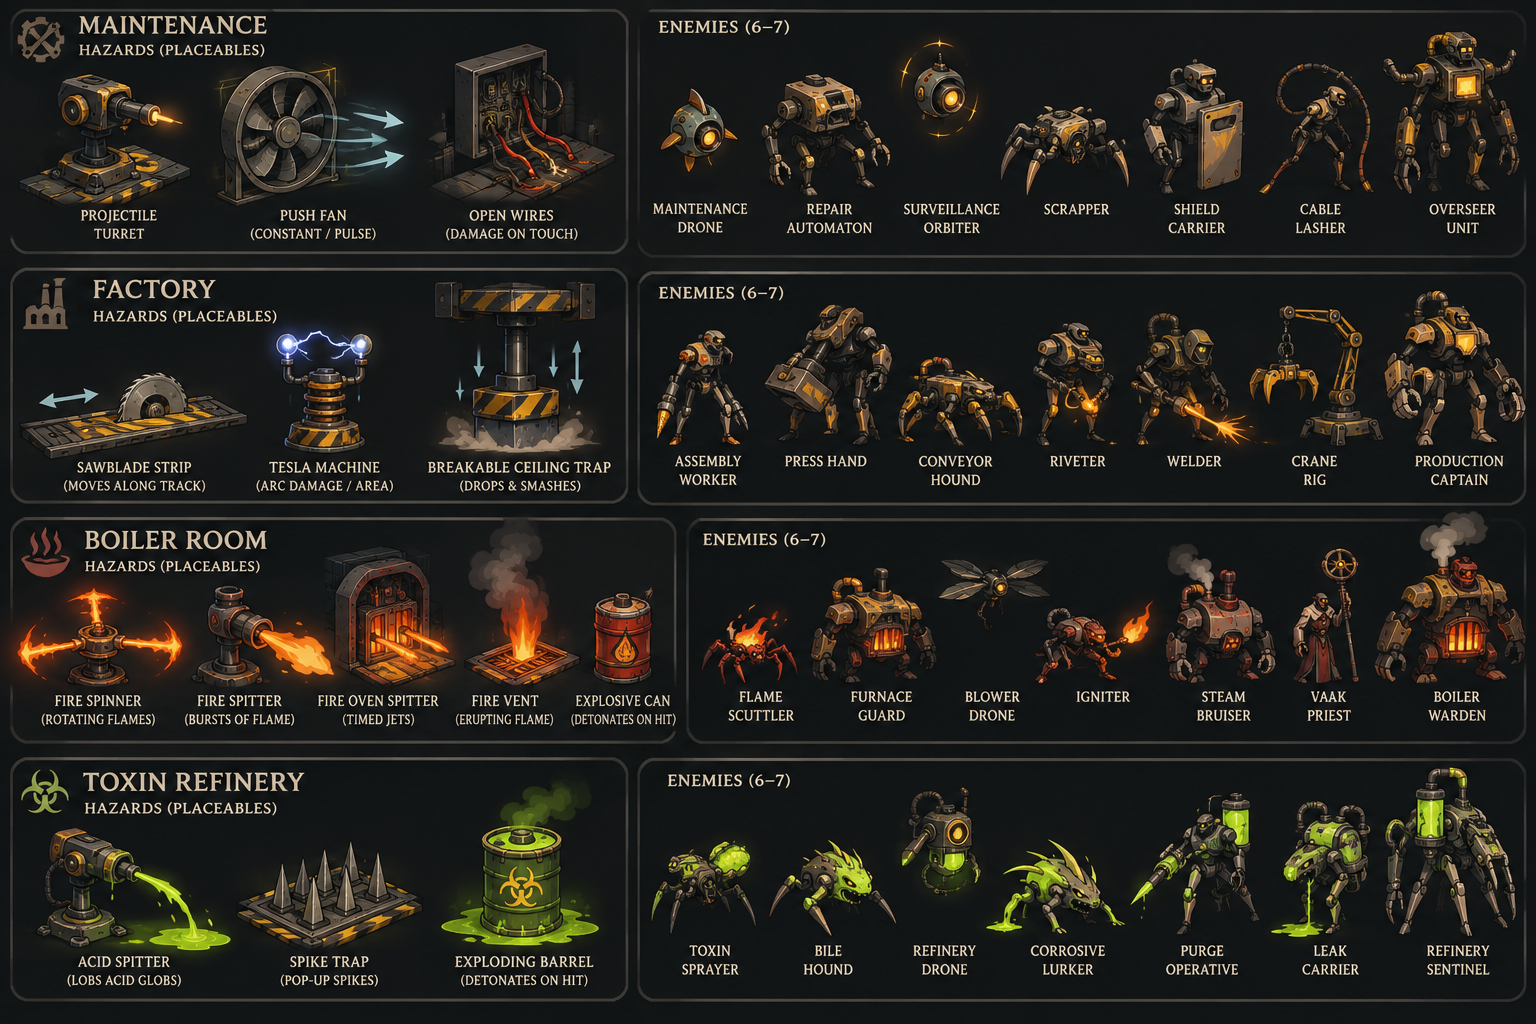 MAINTENANCE
HAZARDS (PLACEABLES)
PROJECTILE
TURRET
PUSH FAN
(CONSTANT / PULSE)
OPEN WIRES
(DAMAGE ON TOUCH)
ENEMIES (6–7)
MAINTENANCE
DRONE
REPAIR
AUTOMATON
SURVEILLANCE
ORBITER
SCRAPPER
SHIELD
CARRIER
CABLE
LASHER
OVERSEER
UNIT
FACTORY
HAZARDS (PLACEABLES)
SAWBLADE STRIP
(MOVES ALONG TRACK)
TESLA MACHINE
(ARC DAMAGE / AREA)
BREAKABLE CEILING TRAP
(DROPS & SMASHES)
ENEMIES (6–7)
ASSEMBLY
WORKER
PRESS HAND
CONVEYOR
HOUND
RIVETER
WELDER
CRANE
RIG
PRODUCTION
CAPTAIN
BOILER ROOM
HAZARDS (PLACEABLES)
FIRE SPINNER
(ROTATING FLAMES)
FIRE SPITTER
(BURSTS OF FLAME)
FIRE OVEN SPITTER
(TIMED JETS)
FIRE VENT
(ERUPTING FLAME)
EXPLOSIVE CAN
(DETONATES ON HIT)
ENEMIES (6–7)
FLAME
SCUTTLER
FURNACE
GUARD
BLOWER
DRONE
IGNITER
STEAM
BRUISER
VAAK
PRIEST
BOILER
WARDEN
TOXIN REFINERY
HAZARDS (PLACEABLES)
ACID SPITTER
(LOBS ACID GLOBS)
SPIKE TRAP
(POP-UP SPIKES)
EXPLODING BARREL
(DETONATES ON HIT)
ENEMIES (6–7)
TOXIN
SPRAYER
BILE
HOUND
REFINERY
DRONE
CORROSIVE
LURKER
PURGE
OPERATIVE
LEAK
CARRIER
REFINERY
SENTINEL